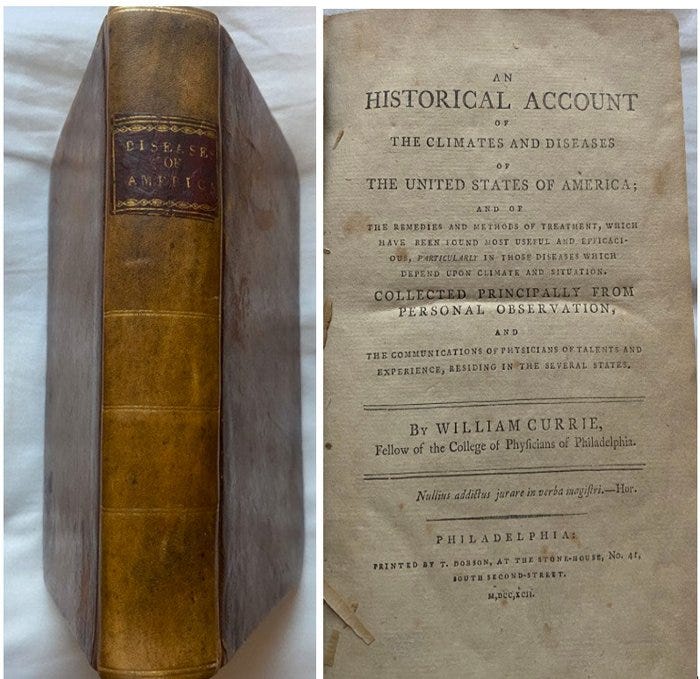 DISEASES
OF
AMERICA
AN
HISTORICAL ACCOUNT
OF
THE CLIMATES AND DISEASES
OF
THE UNITED STATES OF AMERICA;
AND OF
THE REMEDIES AND METHODS OF TREATMENT, WHICH
HAVE BEEN FOUND MOST USEFUL AND EFFICACI-
OUS, PARTICULARLY IN THOSE DISEASES WHICH
DEPEND UPON CLIMATE AND SITUATION.
COLLECTED PRINCIPALLY FROM
PERSONAL OBSERVATION,
AND
THE COMMUNICATIONS OF PHYSICIANS OF TALENTS AND
EXPERIENCE, RESIDING IN THE SEVERAL STATES.
BY WILLIAM CURRIE,
Fellow of the College of Phyſicians of Philadelphia.
Nullius addictus jurare in verba magiſtri.—Hor.
PHILADELPHIA:
PRINTED BY T. DOBSON, AT THE STONE-HOUSE, No. 41,
SOUTH SECOND-STREET.
M,DCC,XCII.